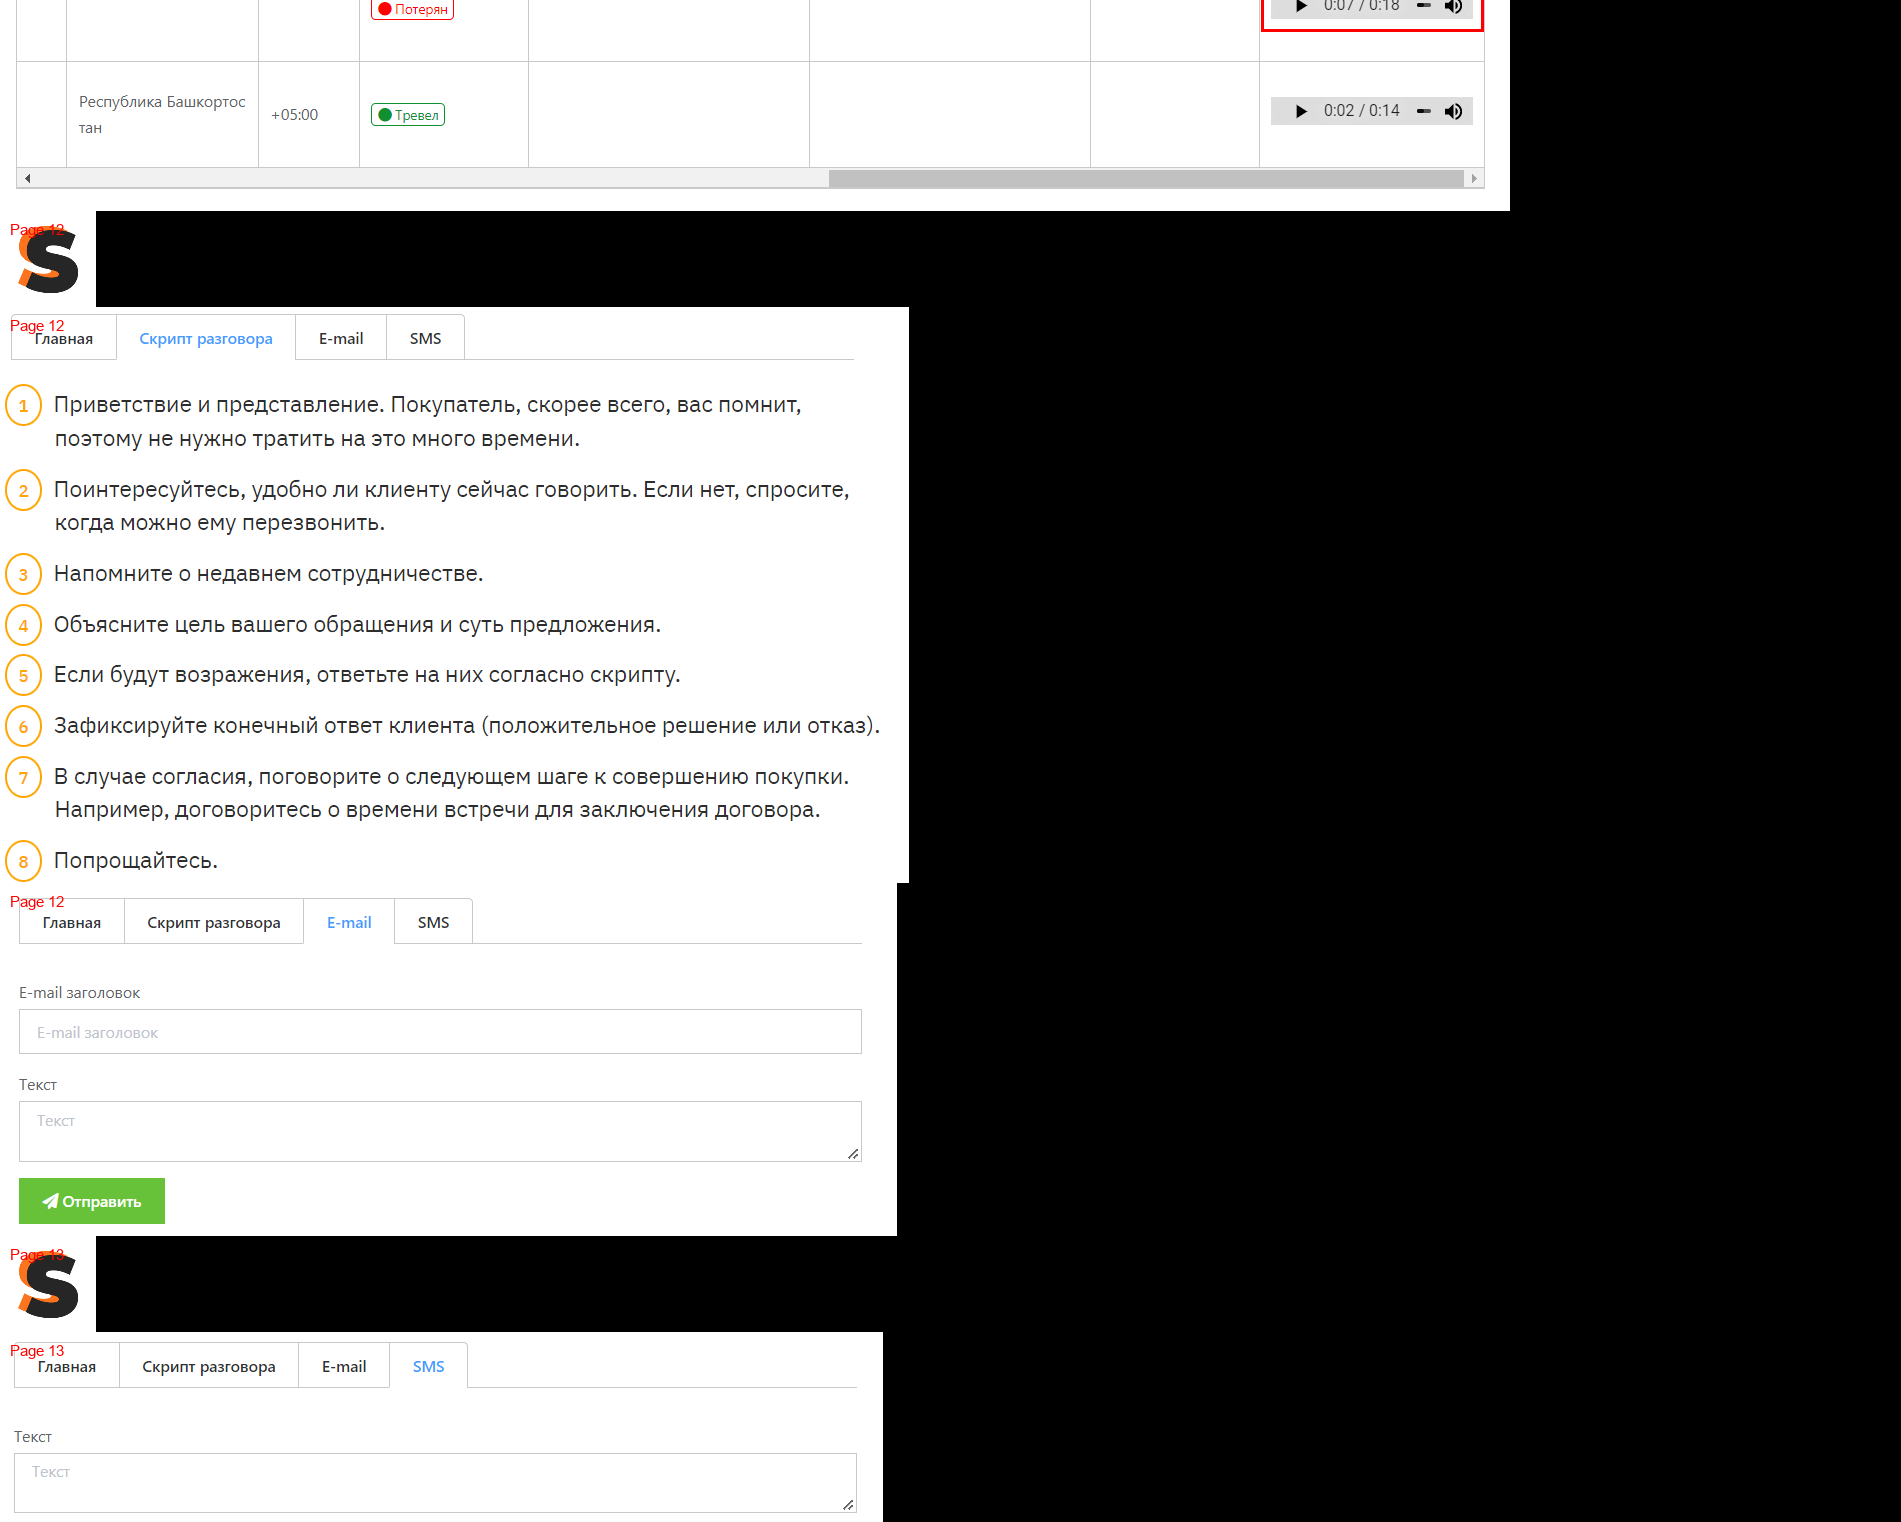 Потерян
0:07 / 0:18
Республика Башкортос
тан
+05:00
Тревел
0:02 / 0:14
Page 12
S
Page 12
Главная
Скрипт разговора
E-mail
SMS
1 Приветствие и представление. Покупатель, скорее всего, вас помнит,
поэтому не нужно тратить на это много времени.
2 Поинтересуйтесь, удобно ли клиенту сейчас говорить. Если нет, спросите,
когда можно ему перезвонить.
3 Напомните о недавнем сотрудничестве.
4 Объясните цель вашего обращения и суть предложения.
5 Если будут возражения, ответьте на них согласно скрипту.
6 Зафиксируйте конечный ответ клиента (положительное решение или отказ).
7 В случае согласия, поговорите о следующем шаге к совершению покупки.
Например, договоритесь о времени встречи для заключения договора.
8 Попрощайтесь.
Page 12
Главная
Скрипт разговора
E-mail
SMS
E-mail заголовок
E-mail заголовок
Текст
Текст
Отправить
Page 13
S
Page 13
Главная
Скрипт разговора
E-mail
SMS
Текст
Текст